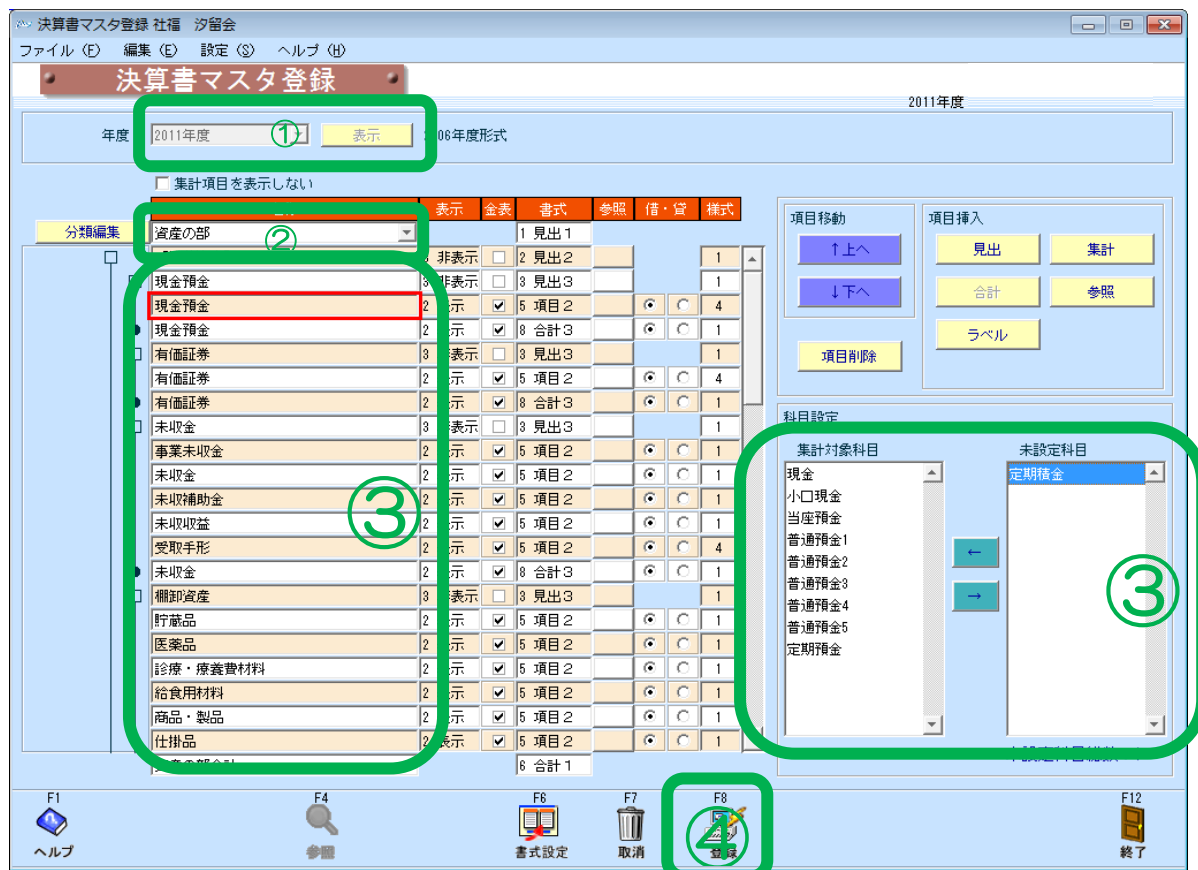 決算書マスタ登録 社福 汐留会
ファイル (F) 編集 (E) 設定 (S) ヘルプ (H)
決算書マスタ登録
2011年度
年度 2011年度 ① 表示 06年度形式
集計項目を表示しない
表示 金表 書式 参照 借・貸 様式
分類編集 資産の部 ② 1 見出1
非表示 2 見出2 1
現金預金 3 非表示 3 見出3 1
現金預金 2 表示 5 項目2 4
現金預金 2 表示 8 合計3 1
有価証券 3 非表示 3 見出3 1
有価証券 2 表示 5 項目2 4
有価証券 2 表示 8 合計3 1
未収金 3 非表示 3 見出3 1
事業未収金 2 表示 5 項目2 1
未収金 2 表示 5 項目2 1
未収補助金 2 表示 5 項目2 1
未収収益 2 表示 5 項目2 1
受取手形 2 表示 5 項目2 4
未収金 2 表示 8 合計3 1
棚卸資産 3 非表示 3 見出3 1
貯蔵品 2 表示 5 項目2 1
医薬品 2 表示 5 項目2 1
診療・療養費材料 2 表示 5 項目2 1
給食用材料 2 表示 5 項目2 1
商品・製品 2 表示 5 項目2 1
仕掛品 2 表示 5 項目2 1
6 合計1
③
項目移動
↑上へ
↓下へ
項目削除
項目挿入
見出 集計
合計 参照
ラベル
科目設定
集計対象科目
現金
小口現金
当座預金
普通預金1
普通預金2
普通預金3
普通預金4
普通預金5
定期預金
←
→
未設定科目
定期積金
③
F1 F4 F6 F7 F8 F12
④
ヘルプ 参照 書式設定 取消 登録 終了